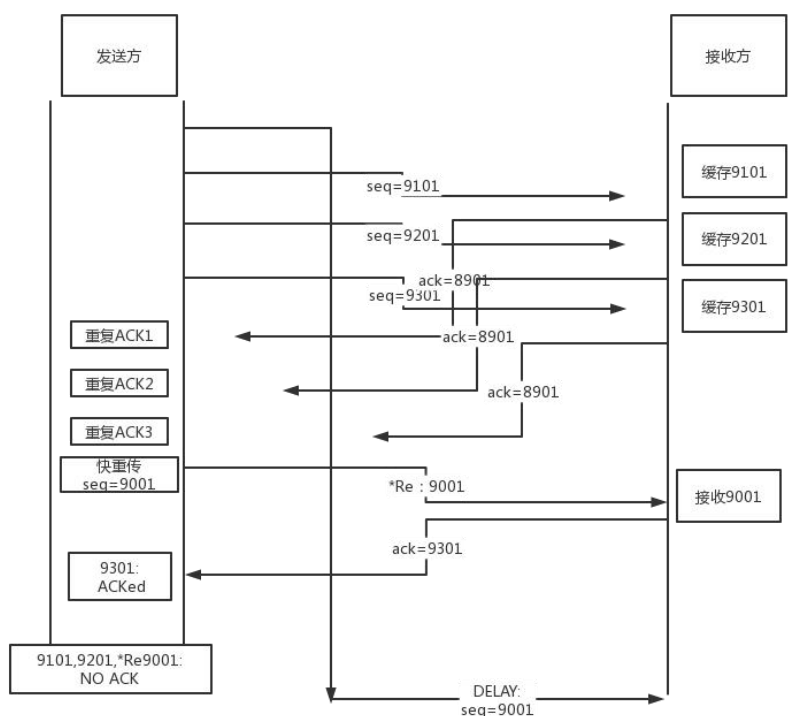 发送方
接收方
缓存9101
seq=9101
缓存9201
seq=9201
ack=8901
seq=9301
缓存9301
重复ACK1
ack=8901
重复ACK2
ack=8901
重复ACK3
快重传
seq=9001
*Re：9001
接收9001
ack=9301
9301:
ACKed
9101,9201,*Re9001:
NO ACK
DELAY:
seq=9001